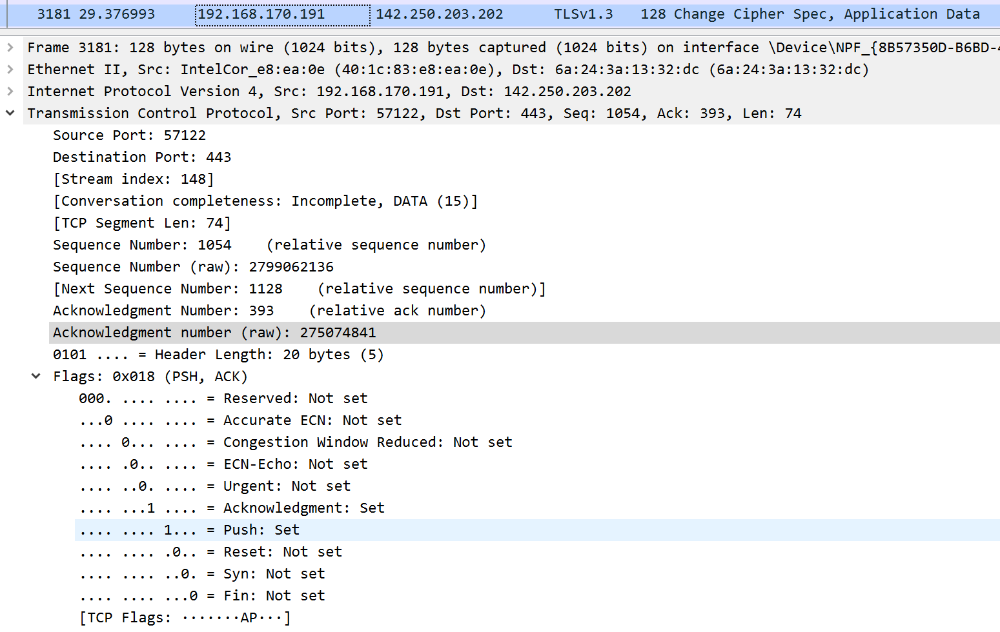 3181 29.376993 192.168.170.191 142.250.203.202 TLSv1.3 128 Change Cipher Spec, Application Data
Frame 3181: 128 bytes on wire (1024 bits), 128 bytes captured (1024 bits) on interface \Device\NPF_{8B57350D-B6BD-4
Ethernet II, Src: IntelCor_e8:ea:0e (40:1c:83:e8:ea:0e), Dst: 6a:24:3a:13:32:dc (6a:24:3a:13:32:dc)
Internet Protocol Version 4, Src: 192.168.170.191, Dst: 142.250.203.202
Transmission Control Protocol, Src Port: 57122, Dst Port: 443, Seq: 1054, Ack: 393, Len: 74
Source Port: 57122
Destination Port: 443
[Stream index: 148]
[Conversation completeness: Incomplete, DATA (15)]
[TCP Segment Len: 74]
Sequence Number: 1054    (relative sequence number)
Sequence Number (raw): 2799062136
[Next Sequence Number: 1128    (relative sequence number)]
Acknowledgment Number: 393    (relative ack number)
Acknowledgment number (raw): 275074841
0101 .... = Header Length: 20 bytes (5)
Flags: 0x018 (PSH, ACK)
000. .... .... = Reserved: Not set
...0 .... .... = Accurate ECN: Not set
.... 0... .... = Congestion Window Reduced: Not set
.... .0.. .... = ECN-Echo: Not set
.... ..0. .... = Urgent: Not set
.... ...1 .... = Acknowledgment: Set
.... .... 1... = Push: Set
.... .... .0.. = Reset: Not set
.... .... ..0. = Syn: Not set
.... .... ...0 = Fin: Not set
[TCP Flags: ·······AP···]